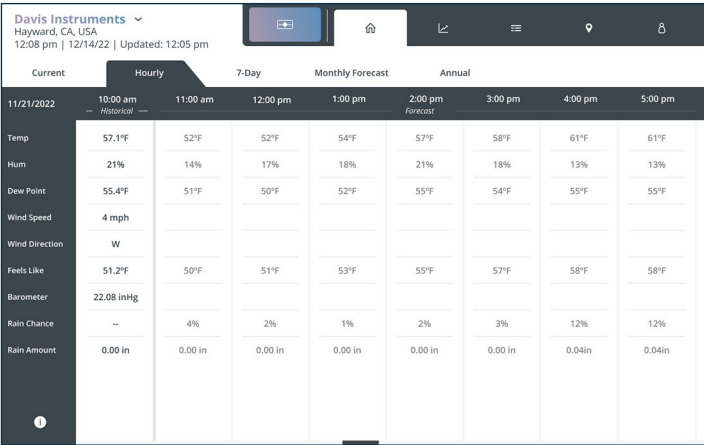 Davis Instruments
Hayward, CA, USA
12:08 pm | 12/14/22 | Updated: 12:05 pm
Current Hourly 7-Day Monthly Forecast Annual
11/21/2022 10:00 am 11:00 am 12:00 pm 1:00 pm 2:00 pm 3:00 pm 4:00 pm 5:00 pm
Historical Forecast
Temp 57.1°F 52°F 52°F 54°F 57°F 58°F 61°F 61°F
Hum 21% 14% 17% 18% 21% 18% 13% 13%
Dew Point 55.4°F 51°F 50°F 52°F 55°F 54°F 55°F 55°F
Wind Speed 4 mph
Wind Direction W
Feels Like 51.2°F 50°F 51°F 53°F 55°F 57°F 58°F 58°F
Barometer 22.08 inHg
Rain Chance -- 4% 2% 1% 2% 3% 12% 12%
Rain Amount 0.00 in 0.00 in 0.00 in 0.00 in 0.00 in 0.00 in 0.04in 0.04in
i